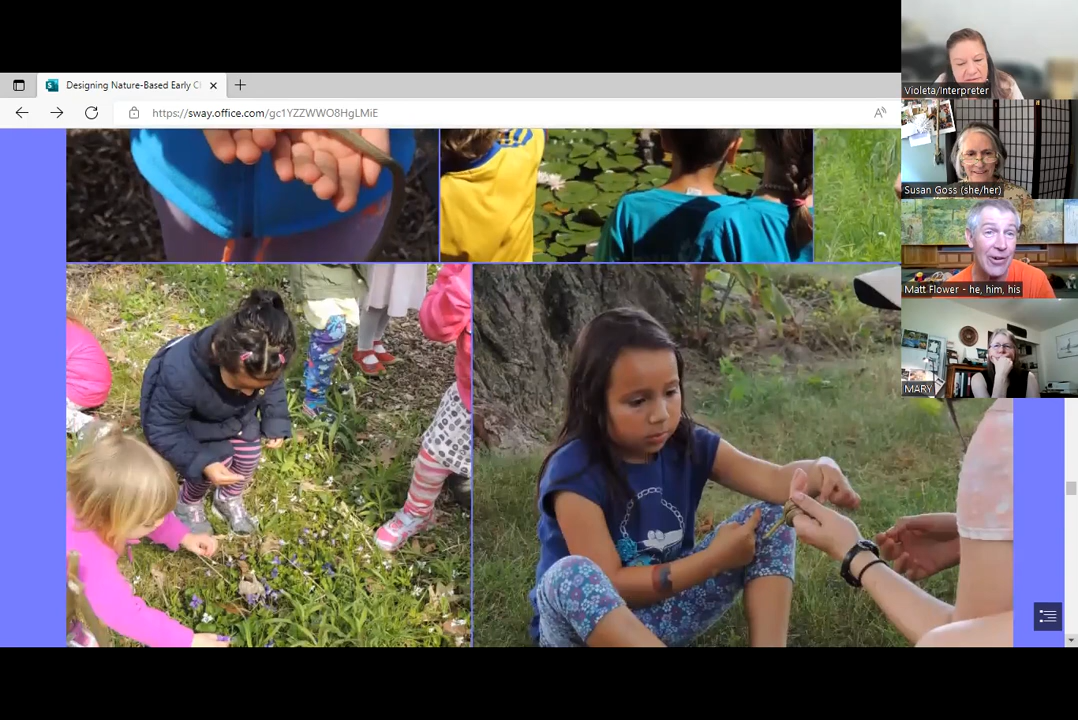 Designing Nature-Based Early C
https://sway.office.com/gc1YZZWWO8HgLMiE
Violeta/Interpreter
Susan Goss (she/her)
Matt Flower - he, him, his
MARY